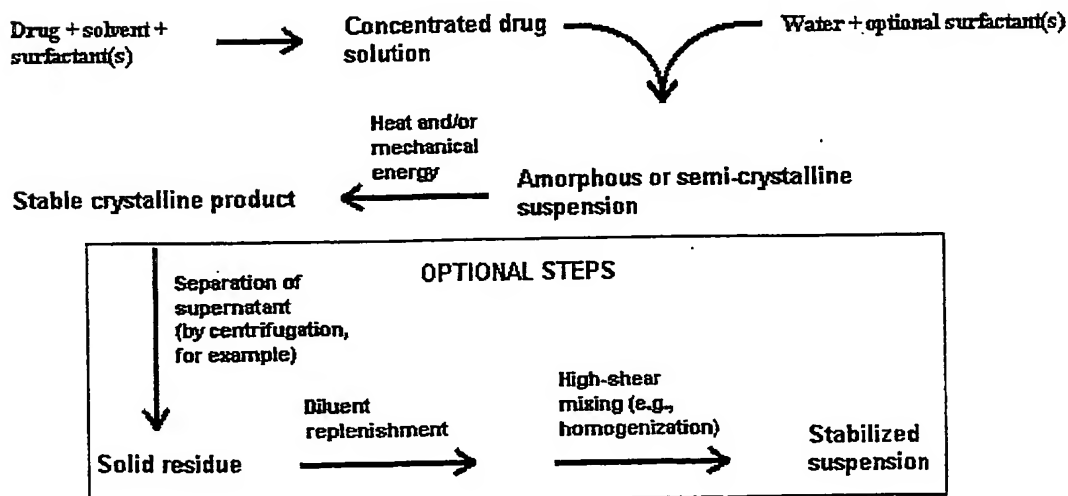 Drug + solvent +
surfactant(s)
Concentrated drug
solution
Water + optional surfactant(s)
Heat and/or
mechanical
energy
Stable crystalline product
Amorphous or semi-crystalline
suspension
OPTIONAL STEPS
Separation of
supernatant
(by centrifugation,
for example)
Solid residue
Diluent
replenishment
High-shear
mixing (e.g.,
homogenization)
Stabilized
suspension